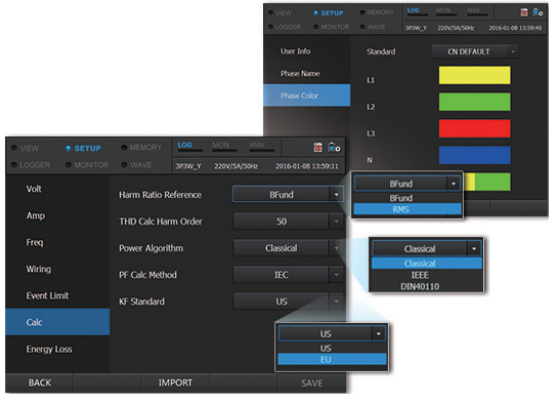 VIEW SETUP MEMORY LOG MON WAV
LOGGER MONITOR WAVE 3P3W_Y 220V/5A/50Hz 2016-01-08 13:59:40
User Info Standard CN DEFAULT
Phase Name L1
Phase Color L2
L3
N
VIEW SETUP MEMORY LOG MON WAV
LOGGER MONITOR WAVE 3P3W_Y 220V/5A/50Hz 2016-01-08 13:59:11
Volt Harm Ratio Reference BFund
Amp THD Calc Harm Order 50
Freq Power Algorithm Classical
Wiring PF Calc Method IEC
Event Limit KF Standard US
Calc
Energy Loss
BACK IMPORT SAVE
BFund
BFund
RMS
Classical
Classical
IEEE
DIN40110
US
US
EU